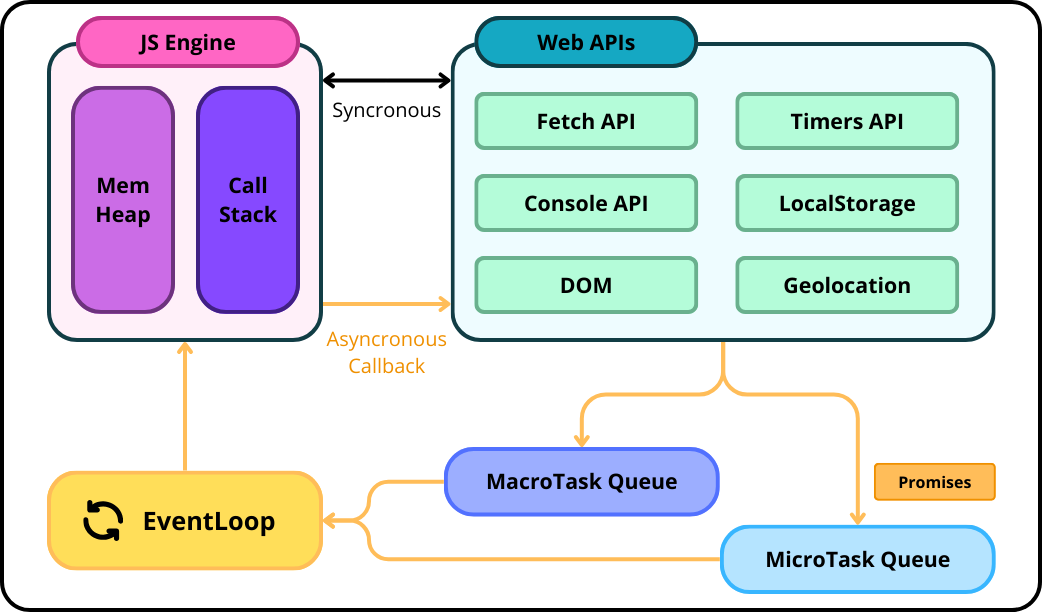 JS Engine
Web APIs
Mem
Heap
Call
Stack
Syncronous
Fetch API
Timers API
Console API
LocalStorage
DOM
Geolocation
Asyncronous
Callback
EventLoop
MacroTask Queue
Promises
MicroTask Queue